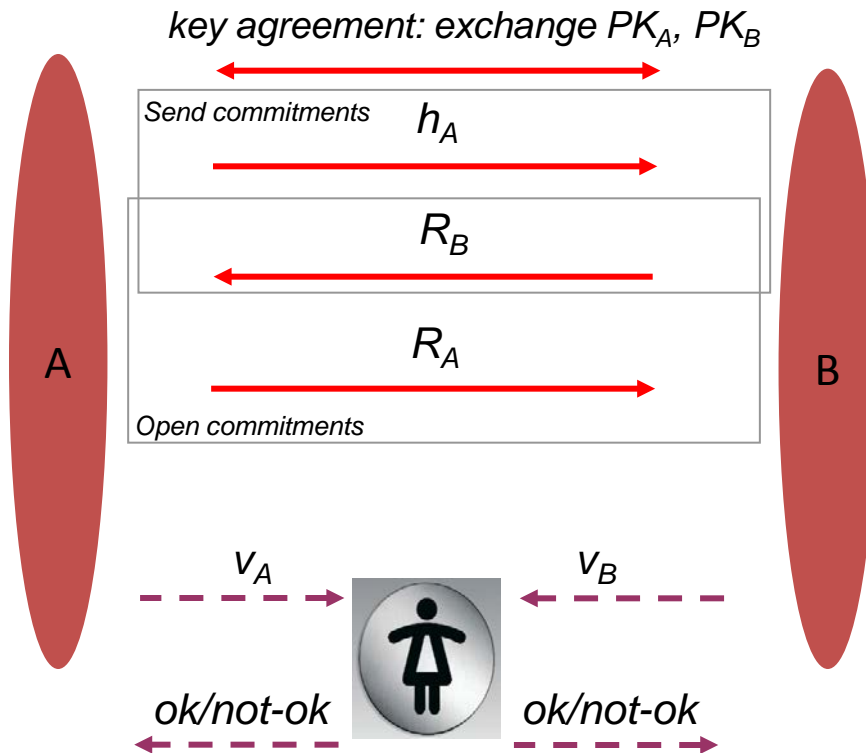 key agreement: exchange PK_A, PK_B
Send commitments
h_A
R_B
A
R_A
B
Open commitments
v_A v_B
ok/not-ok ok/not-ok